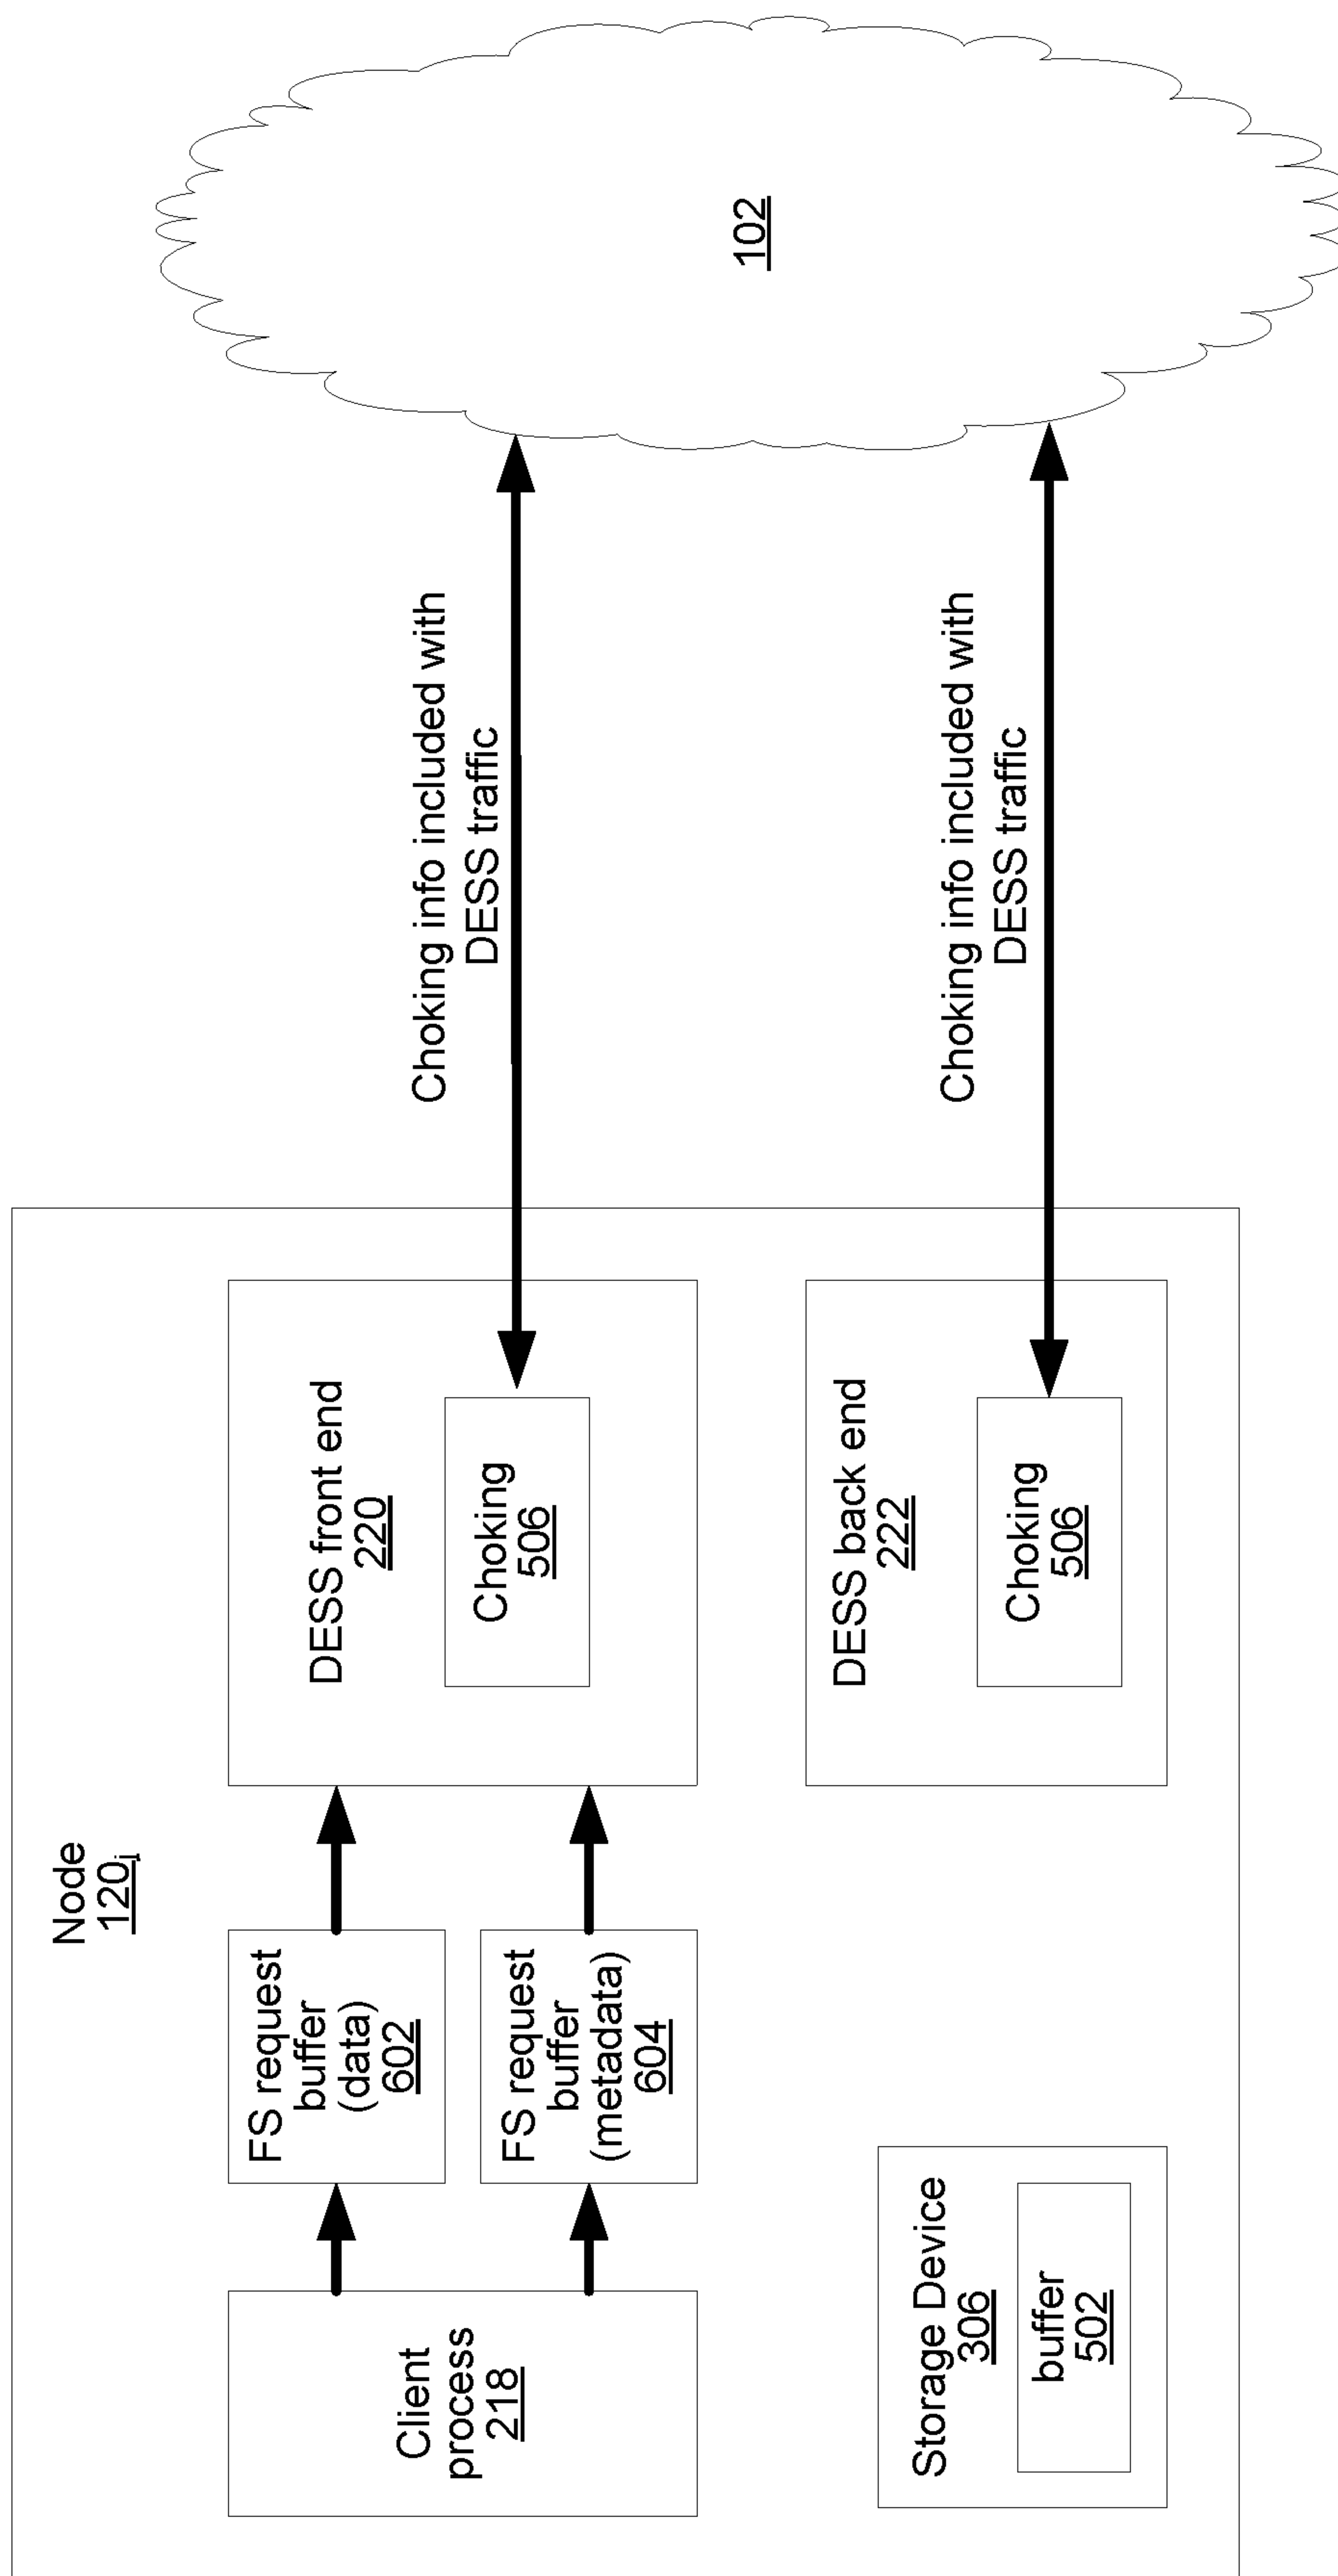 Node
120i
Client
process
218
FS request
buffer
(data)
602
FS request
buffer
(metadata)
604
DESS front end
220
Choking
506
Choking info included with
DESS traffic
102
Storage Device
306
buffer
502
DESS back end
222
Choking
506
Choking info included with
DESS traffic